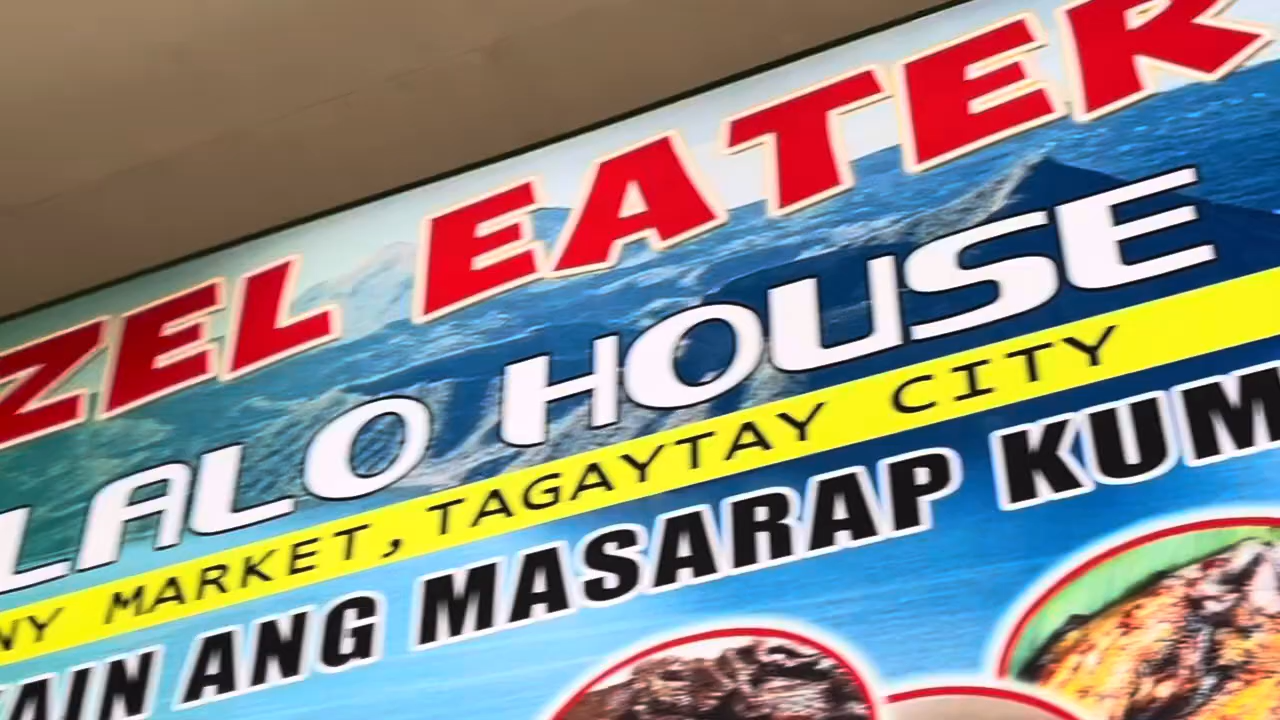 ZEL EATER
LALO HOUSE
NY MARKET, TAGAYTAY CITY
AIN ANG MASARAP KUM